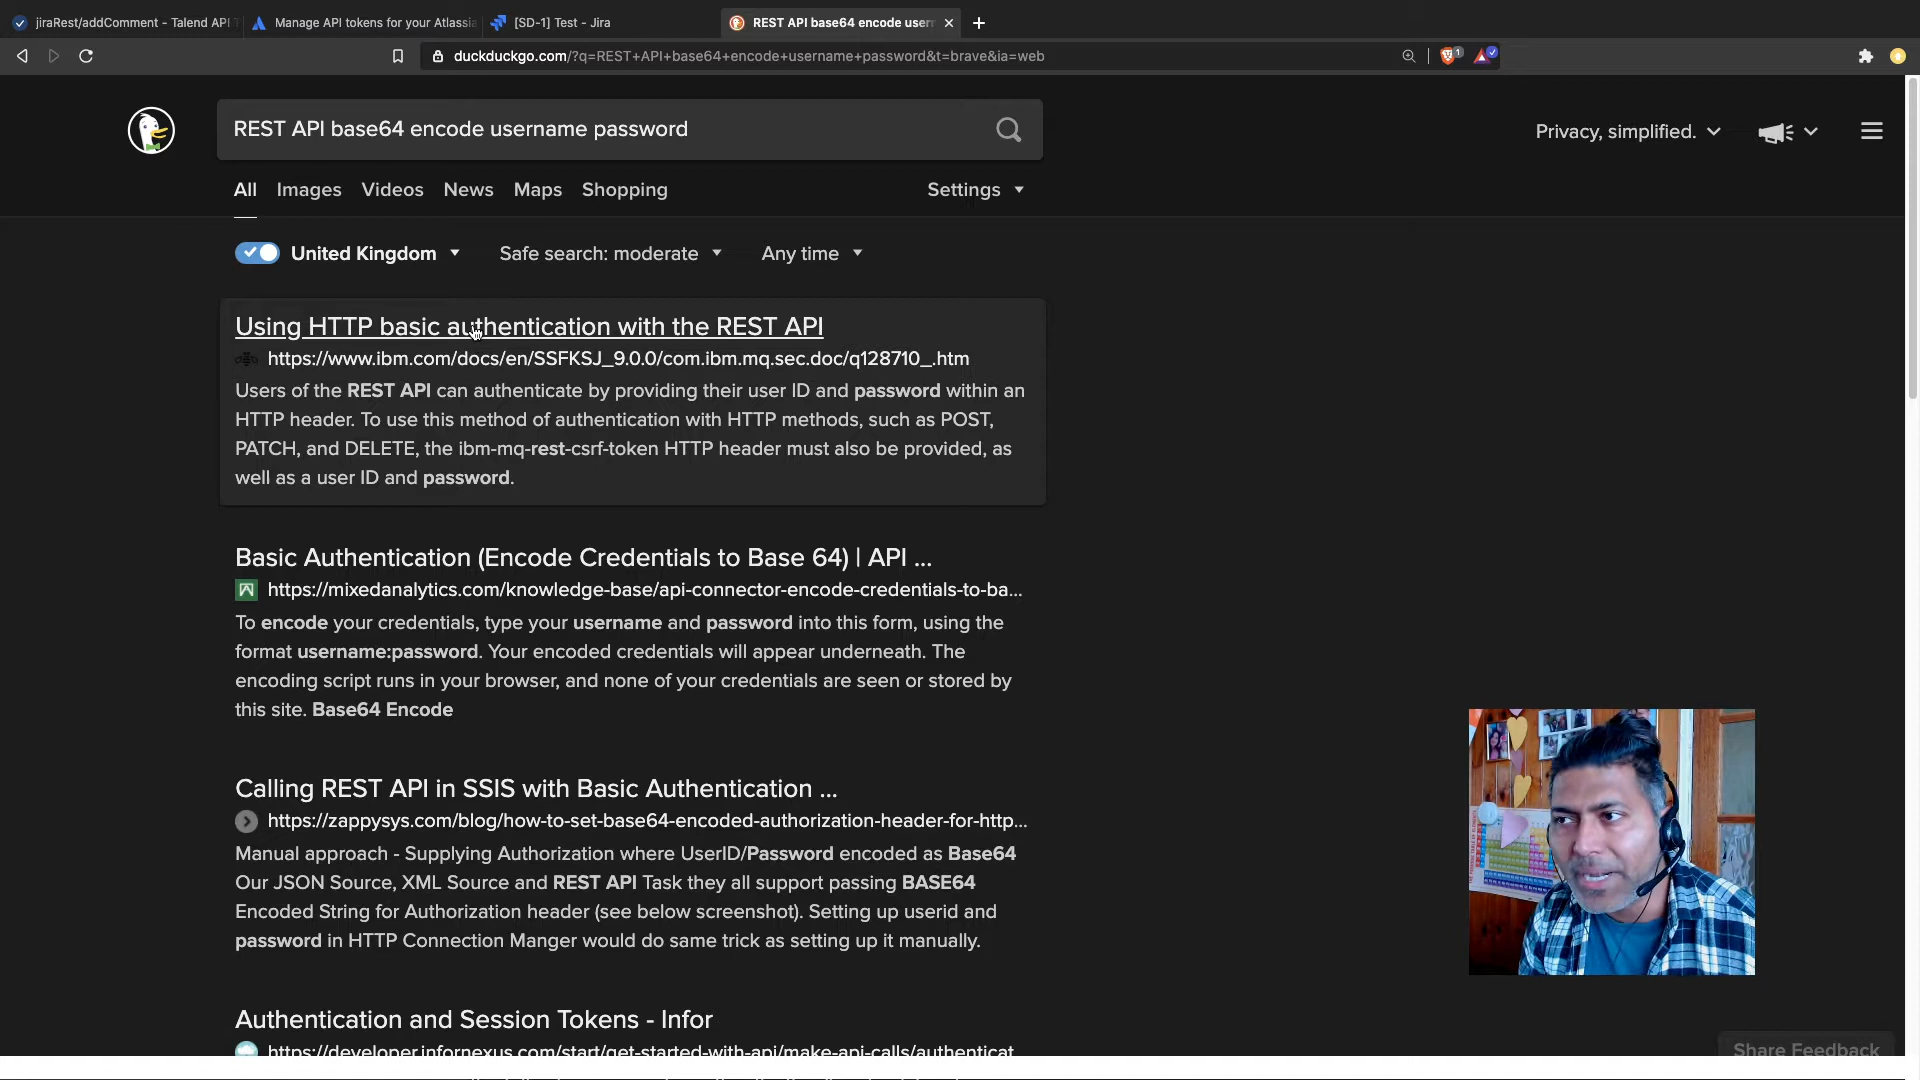 jiraRest/addComment - Talend API T
Manage API tokens for your Atlassia
[SD-1] Test - Jira
REST API base64 encode usern
duckduckgo.com/?q=REST+API+base64+encode+username+password&t=brave&ia=web
1
REST API base64 encode username password
Privacy, simplified.
All Images Videos News Maps Shopping
Settings
United Kingdom
Safe search: moderate
Any time
Using HTTP basic authentication with the REST API
https://www.ibm.com/docs/en/SSFKSJ_9.0.0/com.ibm.mq.sec.doc/q128710_.htm
Users of the REST API can authenticate by providing their user ID and password within an
HTTP header. To use this method of authentication with HTTP methods, such as POST,
PATCH, and DELETE, the ibm-mq-rest-csrf-token HTTP header must also be provided, as
well as a user ID and password.
Basic Authentication (Encode Credentials to Base 64) | API ...
https://mixedanalytics.com/knowledge-base/api-connector-encode-credentials-to-ba...
To encode your credentials, type your username and password into this form, using the
format username:password. Your encoded credentials will appear underneath. The
encoding script runs in your browser, and none of your credentials are seen or stored by
this site. Base64 Encode
Calling REST API in SSIS with Basic Authentication ...
https://zappysys.com/blog/how-to-set-base64-encoded-authorization-header-for-http...
Manual approach - Supplying Authorization where UserID/Password encoded as Base64
Our JSON Source, XML Source and REST API Task they all support passing BASE64
Encoded String for Authorization header (see below screenshot). Setting up userid and
password in HTTP Connection Manger would do same trick as setting up it manually.
Authentication and Session Tokens - Infor
https://developer.infornexus.com/start/get-started-with-api/make-api-calls/authenticat
Share Feedback